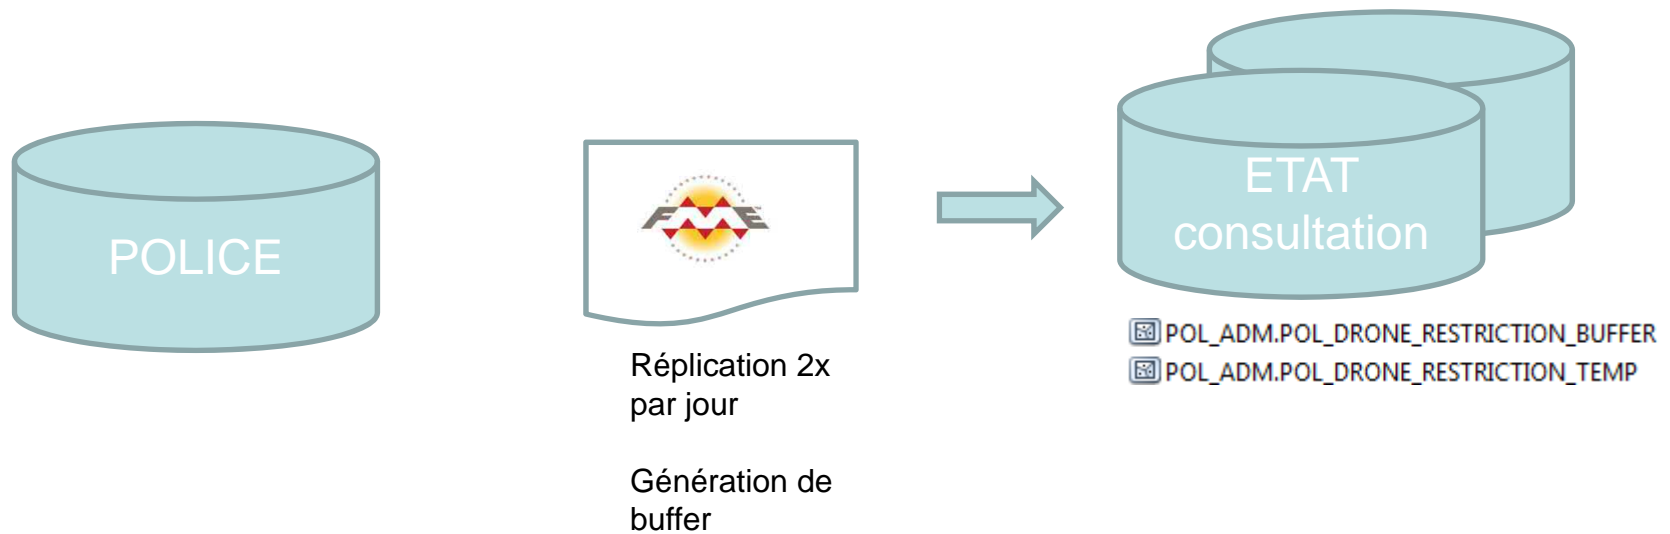 POLICE
FME
Réplication 2x
par jour
Génération de
buffer
ETAT
consultation
POL_ADM.POL_DRONE_RESTRICTION_BUFFER
POL_ADM.POL_DRONE_RESTRICTION_TEMP